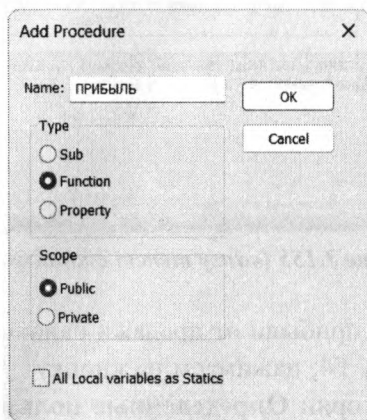 Add Procedure
Name: ПРИБЫЛЬ
OK
Type
Cancel
Sub
Function
Property
Scope
Public
Private
All Local variables as Statics